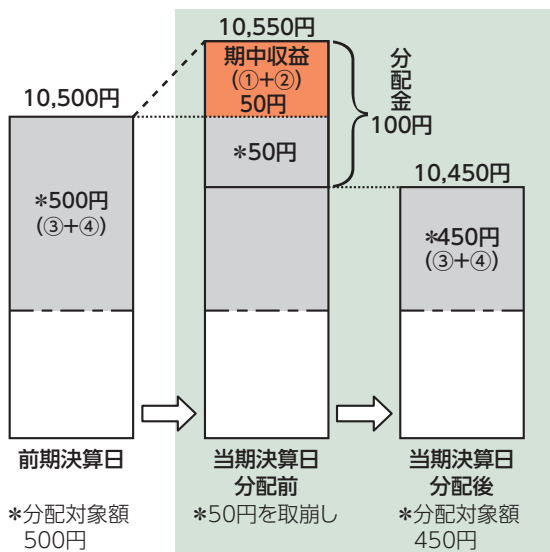 10,500円
*500円
(③+④)
前期決算日
*分配対象額
500円
10,550円
期中収益
(①+②)
50円
*50円
分配金
100円
当期決算日
分配前
*50円を取崩し
10,450円
*450円
(③+④)
当期決算日
分配後
*分配対象額
450円